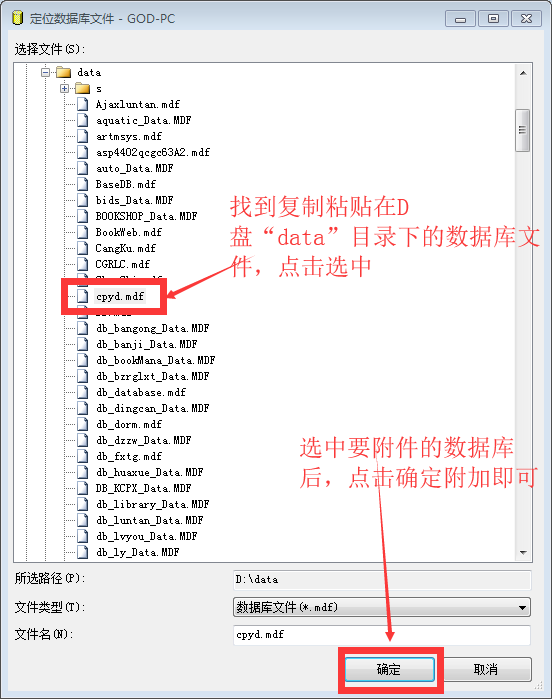 定位数据库文件 - GOD-PC
选择文件(S):
data
s
Ajaxluntan.mdf
aquatic_Data.MDF
artmsys.mdf
asp4402qcgc63A2.mdf
auto_Data.MDF
BaseDB.mdf
bids_Data.MDF
BOOKSHOP_Data.MDF
BookWeb.mdf
CangKu.mdf
CGRLC.mdf
cpyd.mdf
db_bangong_Data.MDF
db_banji_Data.MDF
db_bookMana_Data.MDF
db_bzrglxt_Data.MDF
db_database.mdf
db_dingcan_Data.MDF
db_dorm.mdf
db_dzzw_Data.MDF
db_fxtg.mdf
db_huaxue_Data.MDF
DB_KCPX_Data.MDF
db_library_Data.MDF
db_luntan_Data.MDF
db_lvyou_Data.MDF
db_ly_Data.MDF
找到复制粘贴在D
盘“data”目录下的数据库文
件，点击选中
选中要附件的数据库
后，点击确定附加即可
所选路径(P):
D:\data
文件类型(T):
数据库文件(*.mdf)
文件名(N):
cpyd.mdf
确定
取消